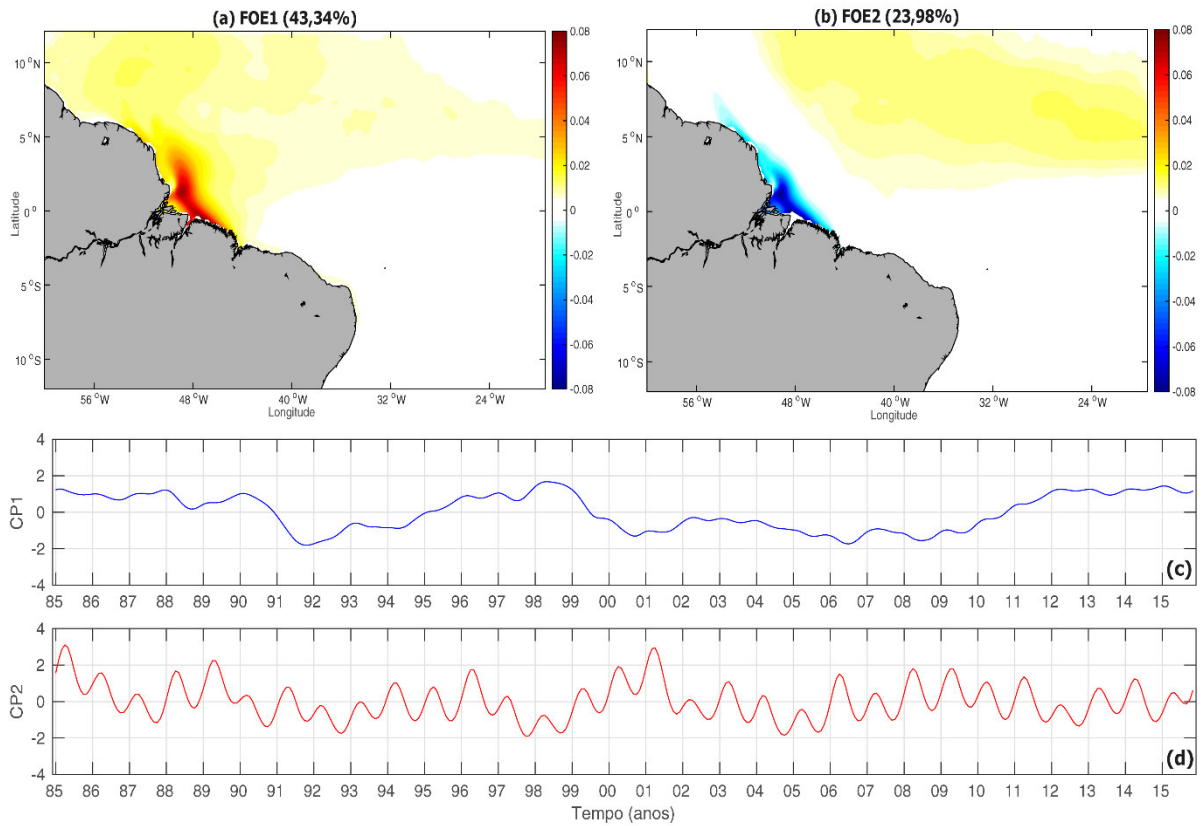 (a) FOE1 (43,34%)
(b) FOE2 (23,98%)
10 °N
5 °N
0 °
5 °S
10 °S
Latitude
56 °W
48 °W
40 °W
32 °W
24 °W
Longitude
0.08
0.06
0.04
0.02
0
-0.02
-0.04
-0.06
-0.08
10 °N
5 °N
0 °
5 °S
10 °S
Latitude
56 °W
48 °W
40 °W
32 °W
24 °W
Longitude
0.08
0.06
0.04
0.02
0
-0.02
-0.04
-0.06
-0.08
4
2
0
-2
-4
CP1
(c)
85 86 87 88 89 90 91 92 93 94 95 96 97 98 99 00 01 02 03 04 05 06 07 08 09 10 11 12 13 14 15
4
2
0
-2
-4
CP2
(d)
85 86 87 88 89 90 91 92 93 94 95 96 97 98 99 00 01 02 03 04 05 06 07 08 09 10 11 12 13 14 15
Tempo (anos)